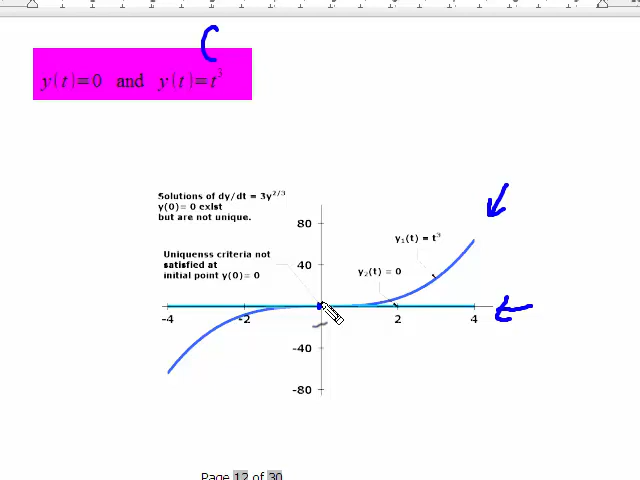 y(t)=0 and y(t)=t³
Solutions of dy/dt = 3y^2/3
y(0)= 0 exist
but are not unique.
80
y₁(t) = t³
Uniquenss criteria not
satisfied at
initial point y(0)= 0
40
y₂(t) = 0
-4
-2
2
4
-40
-80
Page 12 of 30